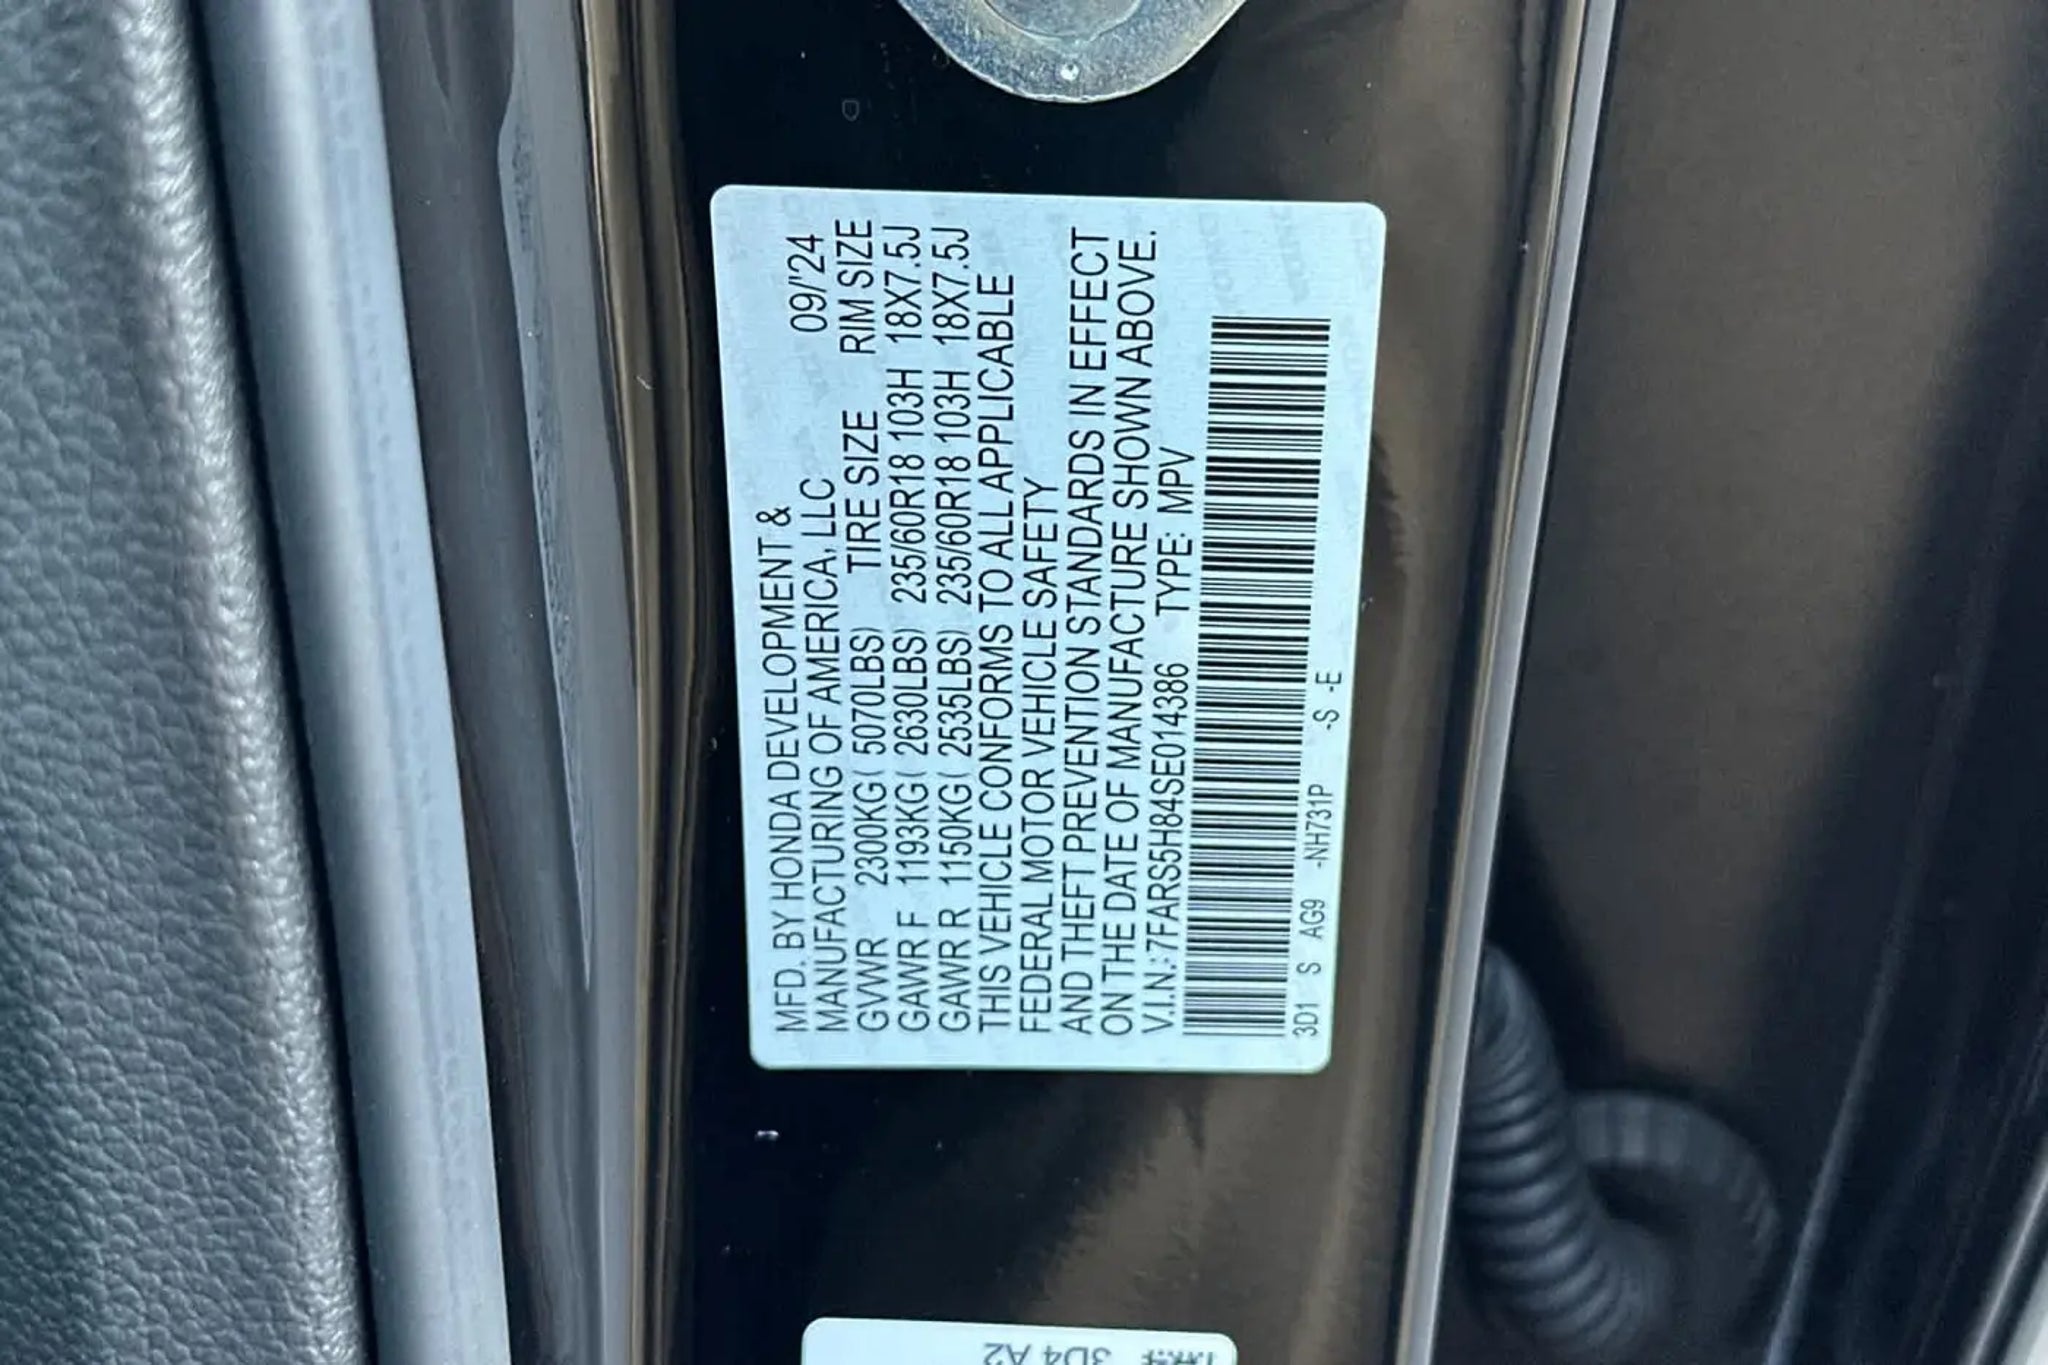 MFD. BY HONDA DEVELOPMENT & 09/'24
MANUFACTURING OF AMERICA, LLC
GVWR 2300KG( 5070LBS) TIRE SIZE RIM SIZE
GAWR F 1193KG( 2630LBS) 235/60R18 103H 18X7.5J
GAWR R 1150KG( 2535LBS) 235/60R18 103H 18X7.5J
THIS VEHICLE CONFORMS TO ALL APPLICABLE
FEDERAL MOTOR VEHICLE SAFETY
AND THEFT PREVENTION STANDARDS IN EFFECT
ON THE DATE OF MANUFACTURE SHOWN ABOVE.
V.I.N.:7FARS5H84SE014386 TYPE: MPV
3D1 S AG9 -NH731P -S -E
3D4 A2